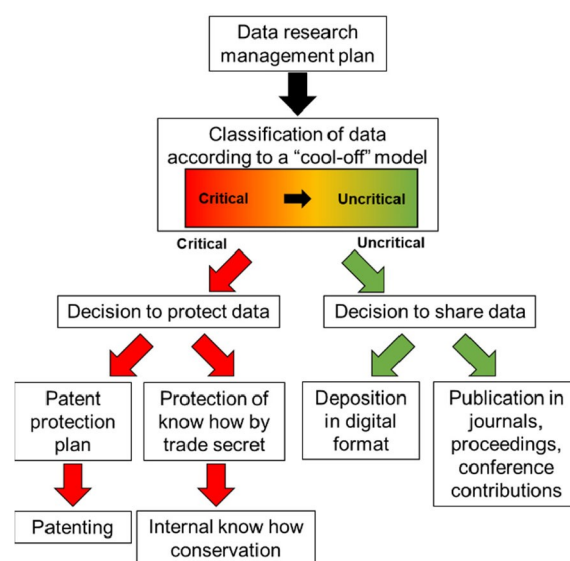 Data research
management plan
Classification of data
according to a “cool-off” model
Critical
Uncritical
Critical
Uncritical
Decision to protect data
Decision to share data
Patent
protection
plan
Protection of
know how by
trade secret
Deposition
in digital
format
Publication in
journals,
proceedings,
conference
contributions
Patenting
Internal know how
conservation